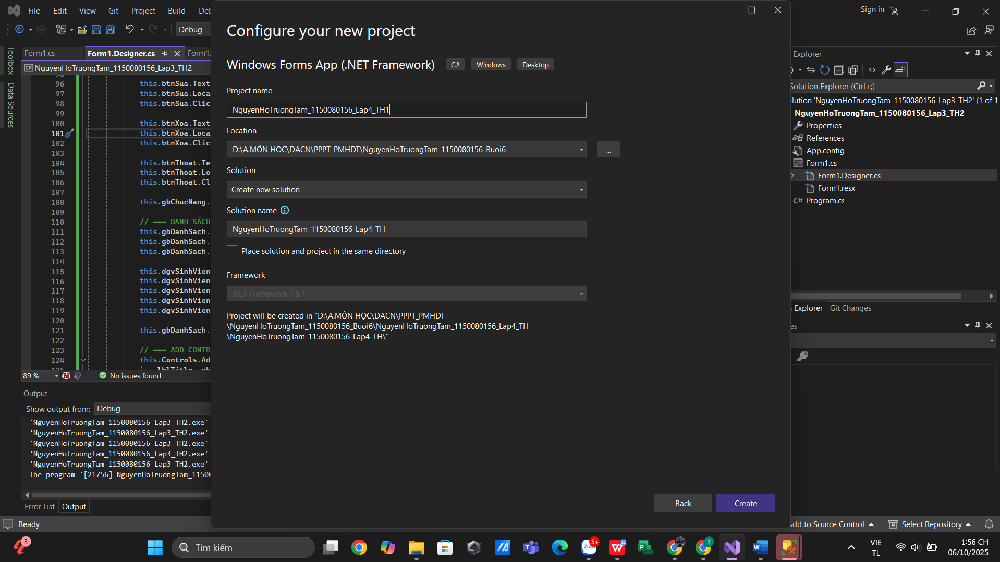 File Edit View Git Project Build
Sign in
Debug
Toolbox
Data Sources
Form1.cs Form1.Designer.cs Form1.
C# NguyenHoTruongTam_1150080156_Lap3_TH2
96 this.btnSua.Text
97 this.btnSua.Loca
98 this.btnSua.Clic
99
100 this.btnXoa.Text
101 this.btnXoa.Loca
102 this.btnXoa.Clic
103
104 this.btnThoat.Te
105 this.btnThoat.Lo
106 this.btnThoat.Cl
107
108 this.gbChucNang.
109
110 // === DANH SÁCH
111 this.gbDanhSach.
112 this.gbDanhSach.
113 this.gbDanhSach.
114
115 this.dgvSinhVien
116 this.dgvSinhVien
117 this.dgvSinhVien
118 this.dgvSinhVien
119 this.dgvSinhVien
120
121 this.gbDanhSach.
122
123 // === ADD CONTR
124 this.Controls.Ad
89 % No issues found
Output
Show output from: Debug
'NguyenHoTruongTam_1150080156_Lap3_TH2.exe'
'NguyenHoTruongTam_1150080156_Lap3_TH2.exe'
'NguyenHoTruongTam_1150080156_Lap3_TH2.exe'
'NguyenHoTruongTam_1150080156_Lap3_TH2.exe'
'NguyenHoTruongTam_1150080156_Lap3_TH2.exe'
The program '[21756] NguyenHoTruongTam_11500
Error List Output
Ready
Configure your new project
Windows Forms App (.NET Framework) C# Windows Desktop
Project name
NguyenHoTruongTam_1150080156_Lap4_TH1
Location
D:\A.MÔN HỌC\DACN\PPPT_PMHDT\NguyenHoTruongTam_1150080156_Buoi6
...
Solution
Create new solution
Solution name
NguyenHoTruongTam_1150080156_Lap4_TH
Place solution and project in the same directory
Framework
.NET Framework 4.8.1
Project will be created in "D:\A.MÔN HỌC\DACN\PPPT_PMHDT
\NguyenHoTruongTam_1150080156_Buoi6\NguyenHoTruongTam_1150080156_Lap4_TH
\NguyenHoTruongTam_1150080156_Lap4_TH\"
Back Create
Explorer
Solution Explorer (Ctrl+;)
olution 'NguyenHoTruongTam_1150080156_Lap3_TH2' (1 of 1
NguyenHoTruongTam_1150080156_Lap3_TH2
Properties
References
App.config
Form1.cs
Form1.Designer.cs
Form1.resx
C# Program.cs
Explorer Git Changes
es
Add to Source Control Select Repository
3
Tìm kiếm
Zalo 5+
T
VIE
TL
1:56 CH
06/10/2025